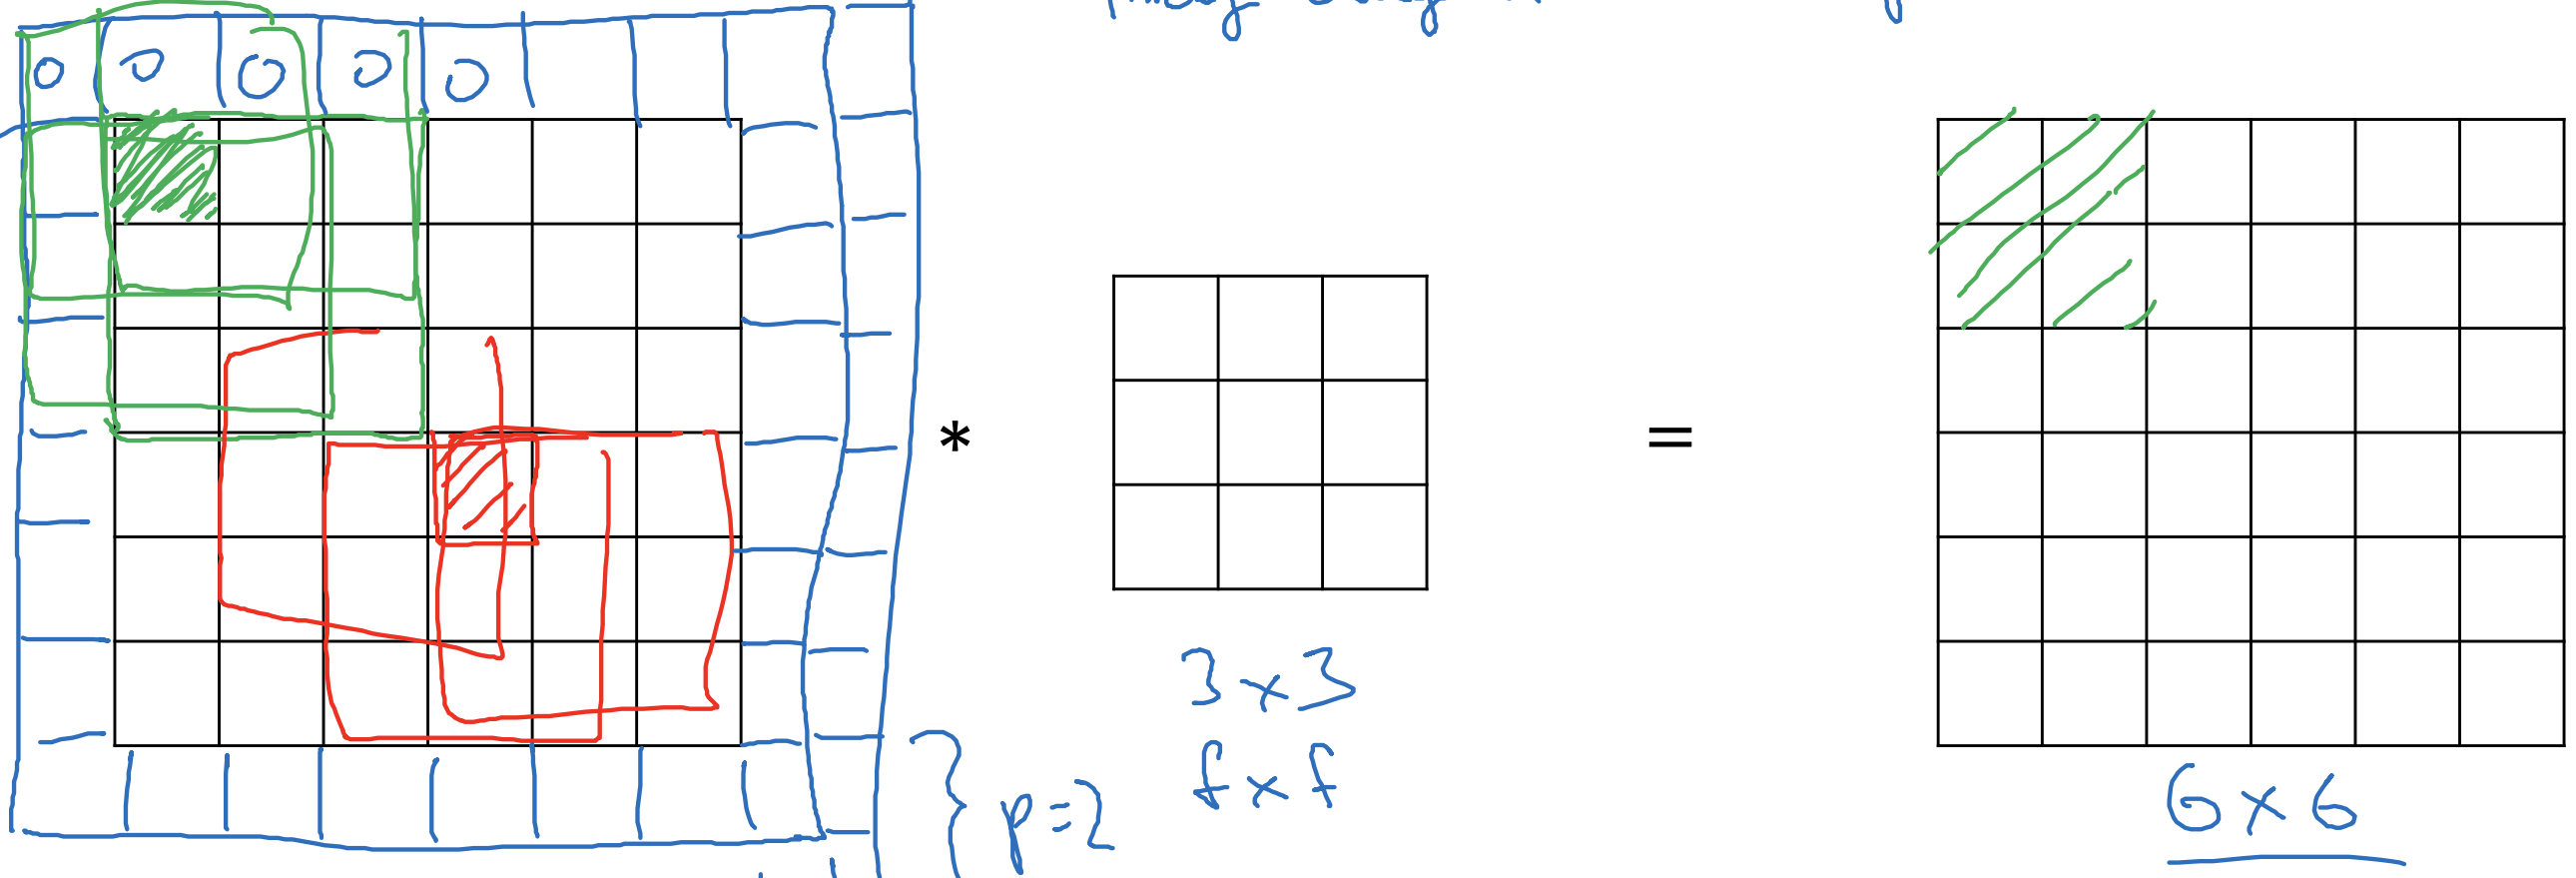 0 0 0 0 0
*
=
3 x 3
f x f
p = 2
6 x 6